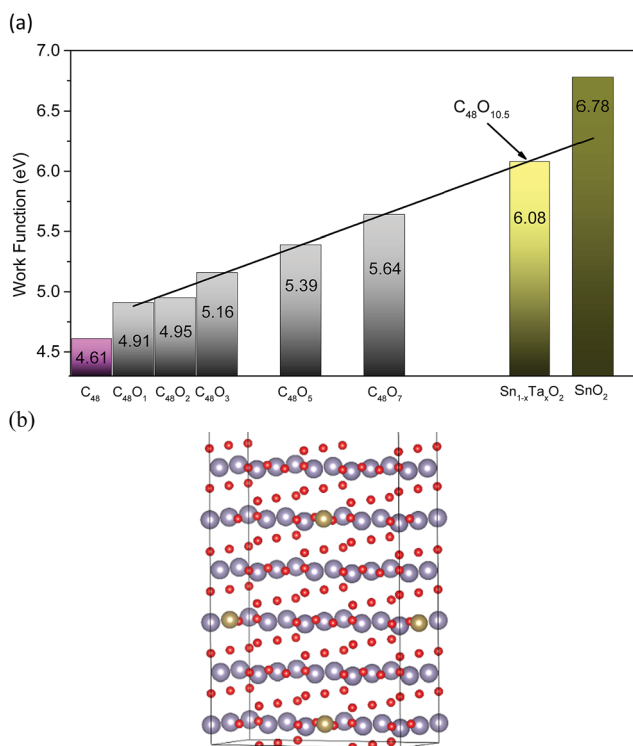 (a)
7.0
6.5
6.0
5.5
5.0
4.5
Work Function (eV)
C48O10.5
4.61
4.91
4.95
5.16
5.39
5.64
6.08
6.78
C48
C48O1
C48O2
C48O3
C48O5
C48O7
Sn1-xTaxO2
SnO2
(b)